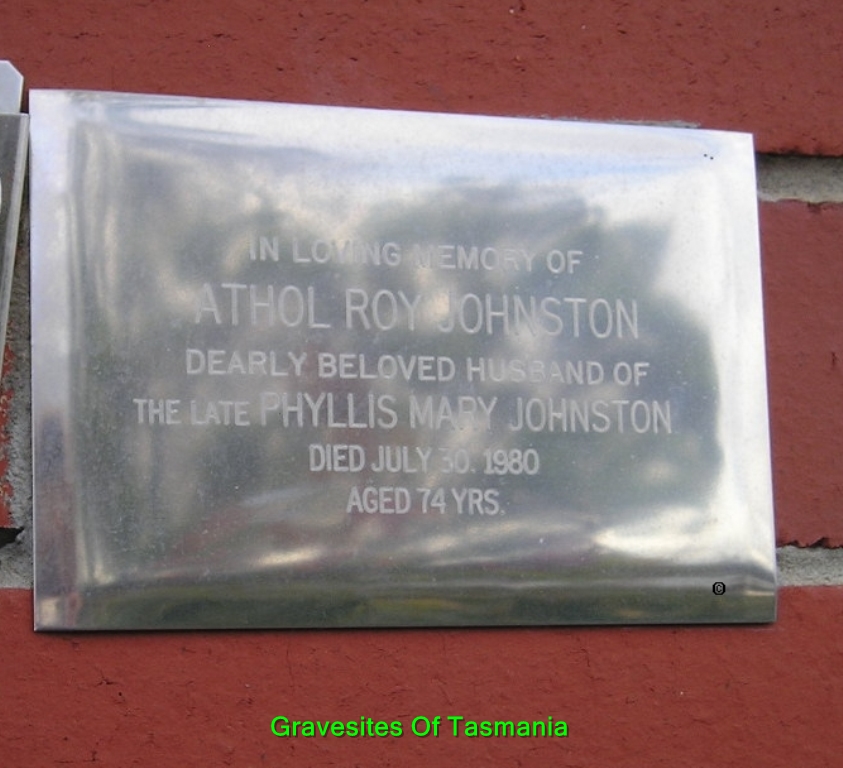 IN LOVING MEMORY OF
ATHOL ROY JOHNSTON
DEARLY BELOVED HUSBAND OF
THE LATE PHYLLIS MARY JOHNSTON
DIED JULY 30. 1980
AGED 74 YRS.
©
Gravesites Of Tasmania